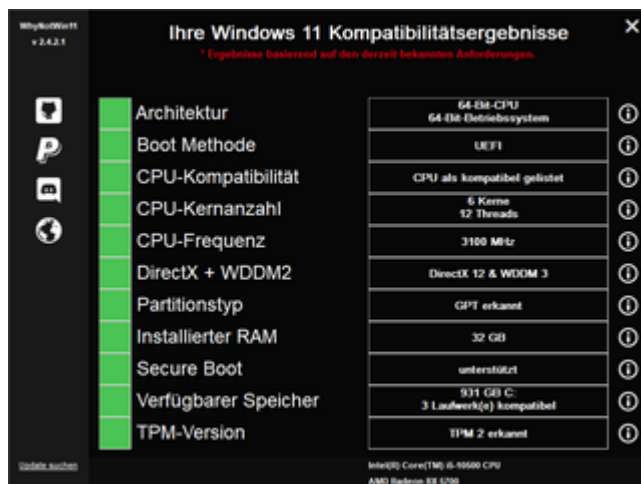 WhyNotWin11
v 2.4.2.1
Ihre Windows 11 Kompatibilitätsergebnisse
* Ergebnisse basierend auf den derzeit bekannten Anforderungen.
Architektur
64-Bit-CPU
64-Bit-Betriebssystem
Boot Methode
UEFI
CPU-Kompatibilität
CPU als kompatibel gelistet
CPU-Kernanzahl
6 Kerne
12 Threads
CPU-Frequenz
3100 MHz
DirectX + WDDM2
DirectX 12 & WDDM 3
Partitionstyp
GPT erkannt
Installierter RAM
32 GB
Secure Boot
unterstützt
Verfügbarer Speicher
931 GB C:
3 Laufwerk(e) kompatibel
TPM-Version
TPM 2 erkannt
Update suchen
Intel(R) Core(TM) i5-10500 CPU
AMD Radeon RX 5700